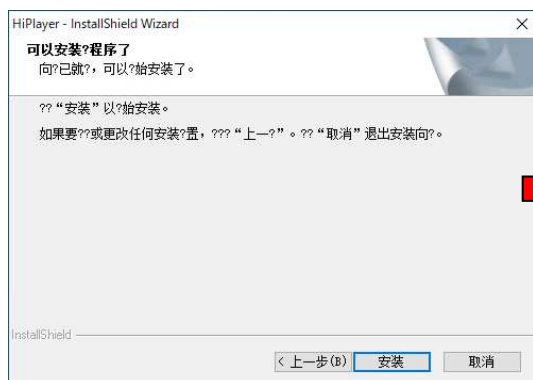 HiPlayer - InstallShield Wizard
可以安装?程序了
向?已就?，可以?始安装了。
?? “安装” 以?始安装。
如果要??或更改任何安装?置，??? “上一?” 。?? “取消” 退出安装向?。
InstallShield
< 上一步(B)
安装
取消